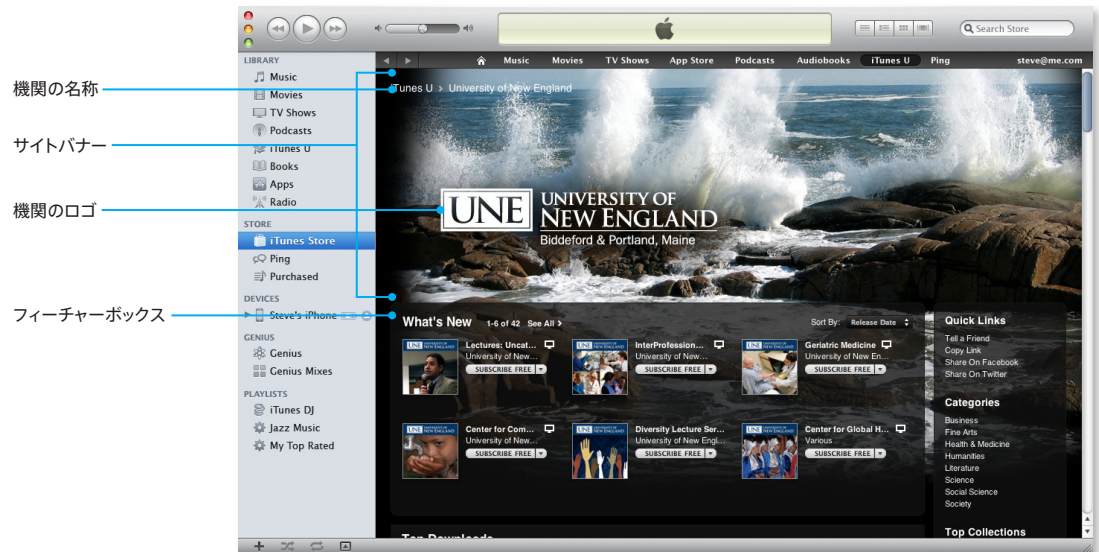 機関の名称
サイトバナー
機関のロゴ
フィーチャーボックス
Search Store
Music Movies TV Shows App Store Podcasts Audiobooks iTunes U Ping steve@me.com
LIBRARY
Music
Movies
TV Shows
Podcasts
iTunes U
Books
Apps
Radio
STORE
iTunes Store
Ping
Purchased
DEVICES
Steve's iPhone
GENIUS
Genius
Genius Mixes
PLAYLISTS
iTunes DJ
Jazz Music
My Top Rated
iTunes U > University of New England
UNE
UNIVERSITY OF
NEW ENGLAND
Biddeford & Portland, Maine
What's New 1-6 of 42 See All >
Sort By: Release Date
Lectures: Uncat...
University of New...
SUBSCRIBE FREE
InterProfession...
University of New...
SUBSCRIBE FREE
Geriatric Medicine
University of New En...
SUBSCRIBE FREE
Center for Com...
University of New...
SUBSCRIBE FREE
Diversity Lecture Ser...
University of New Engl...
SUBSCRIBE FREE
Center for Global H...
Various
SUBSCRIBE FREE
Quick Links
Tell a Friend
Copy Link
Share On Facebook
Share On Twitter
Categories
Business
Fine Arts
Health & Medicine
Humanities
Literature
Science
Social Science
Society
Top Collections
Top Downloads